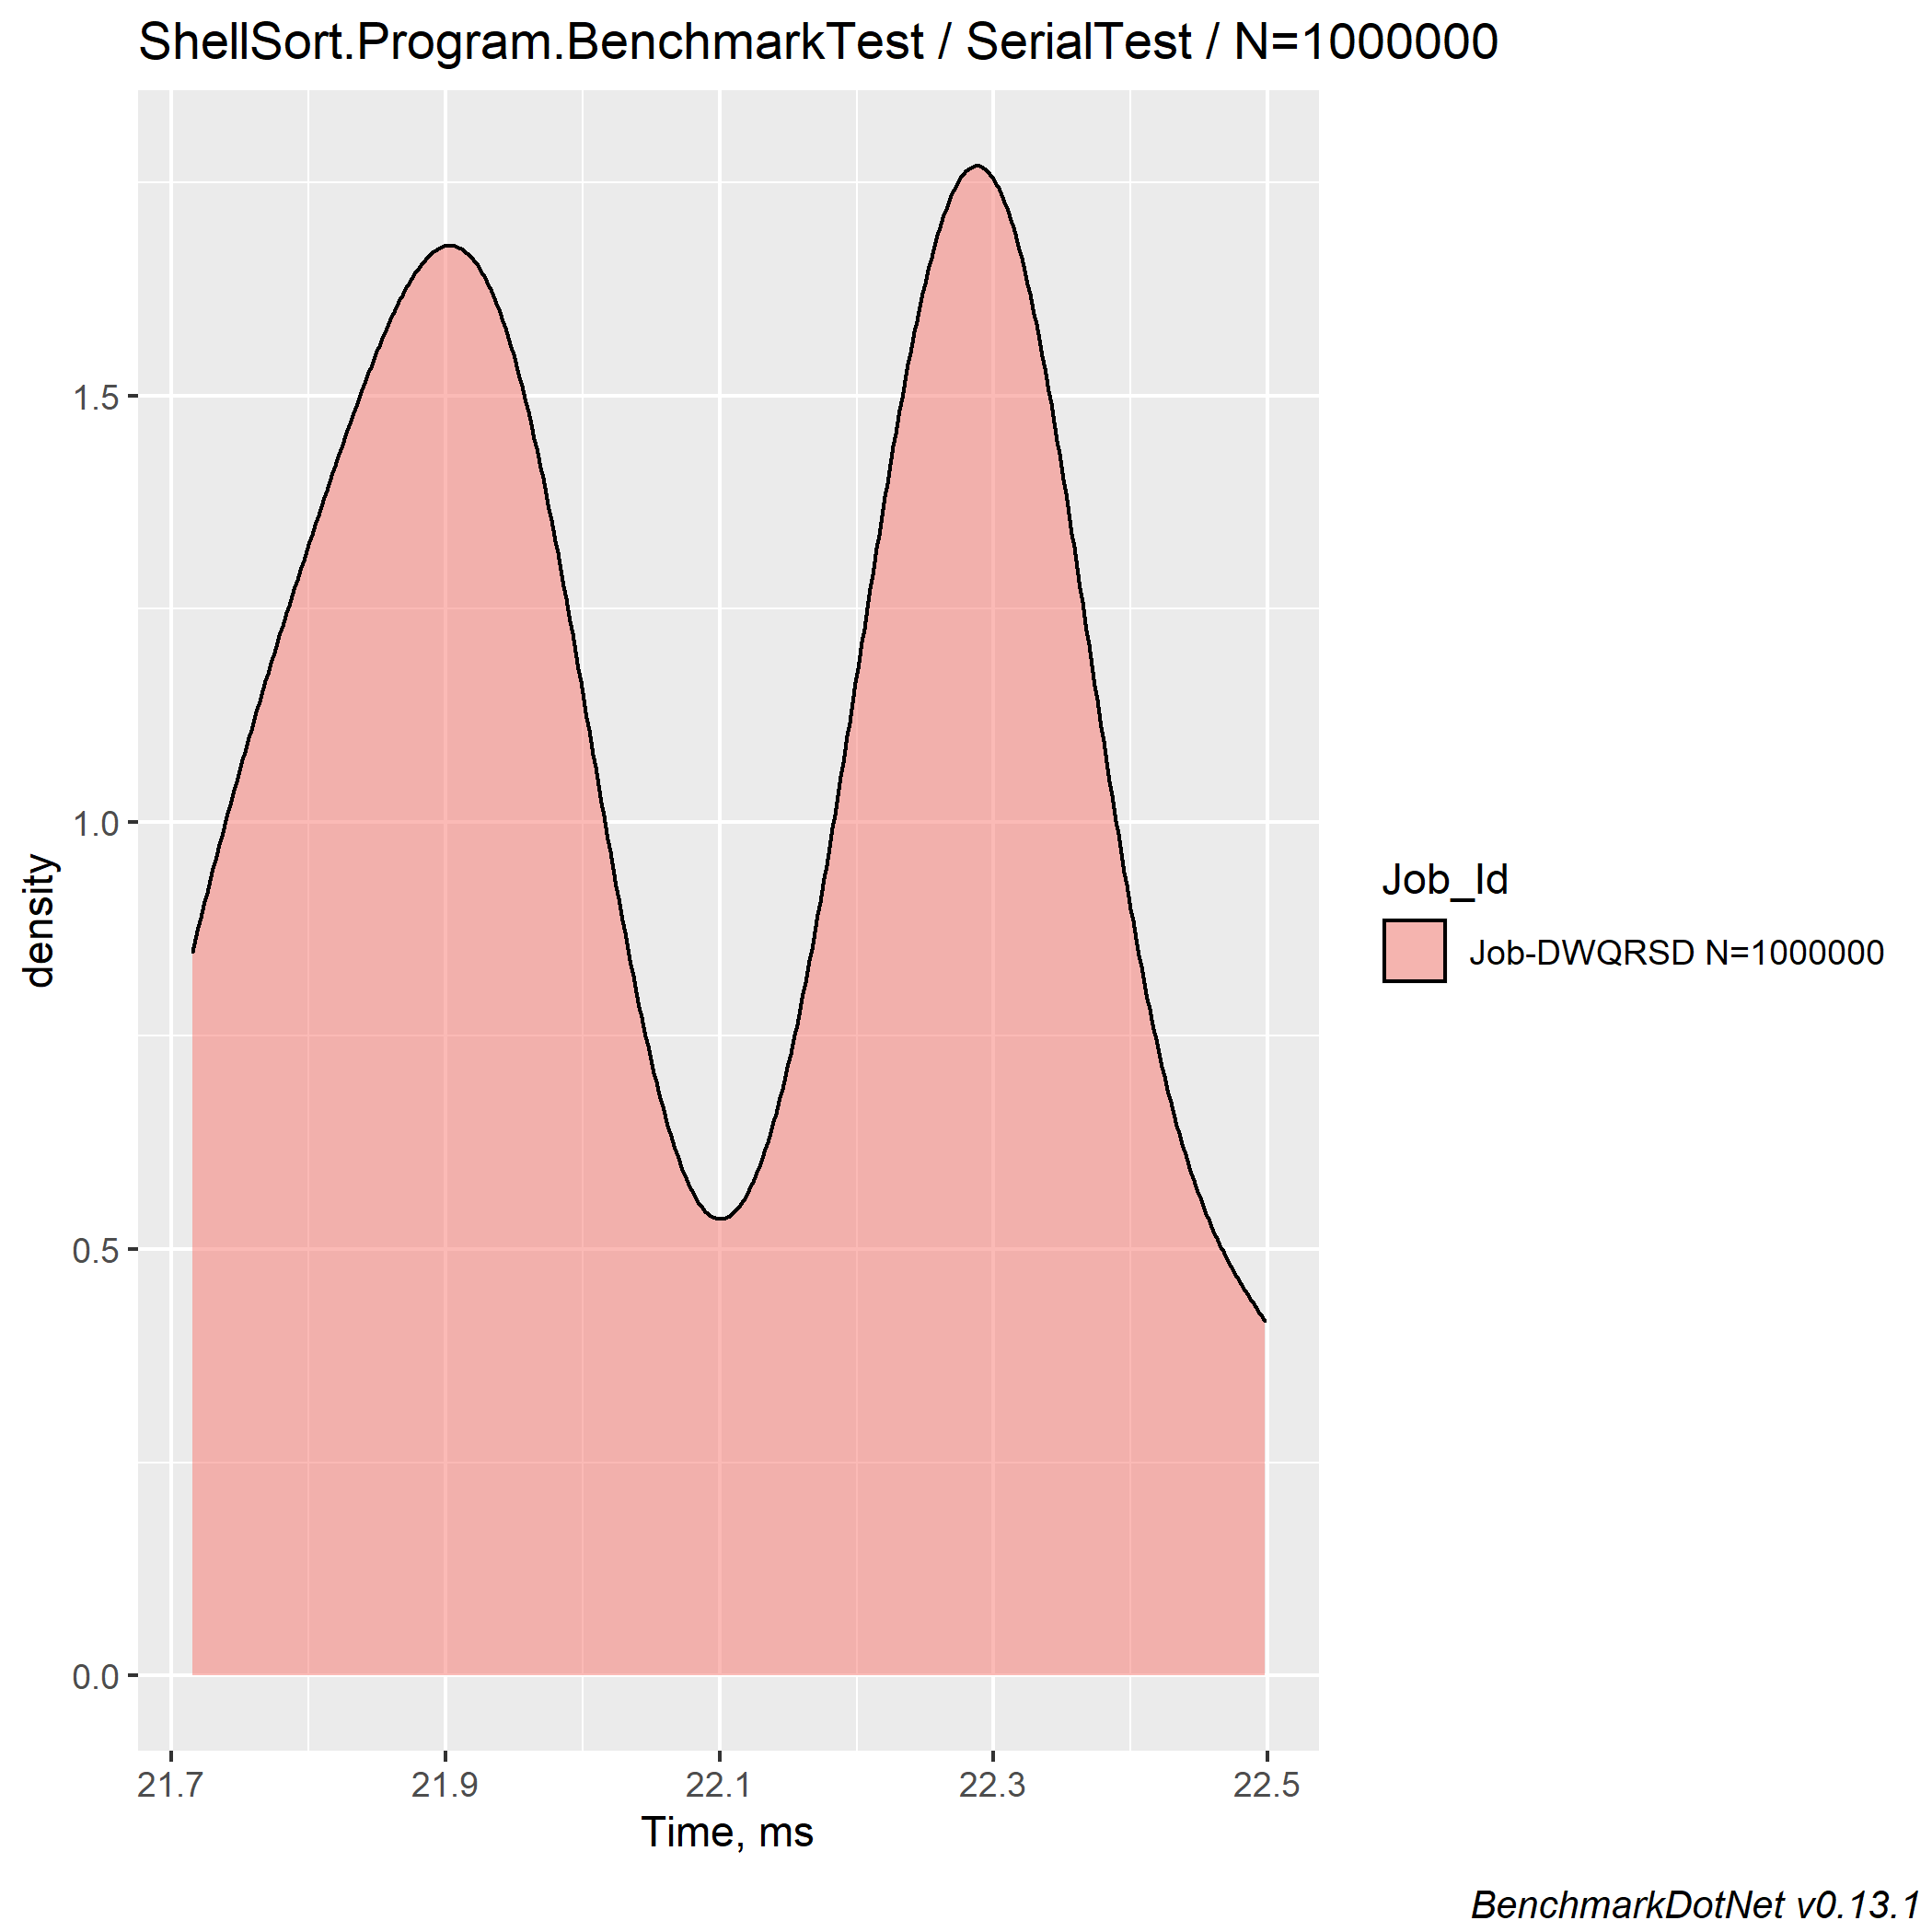 ShellSort.Program.BenchmarkTest / SerialTest / N=1000000
density
1.5
1.0
0.5
0.0
21.7 21.9 22.1 22.3 22.5
Time, ms
Job_Id
Job-DWQRSD N=1000000
BenchmarkDotNet v0.13.1